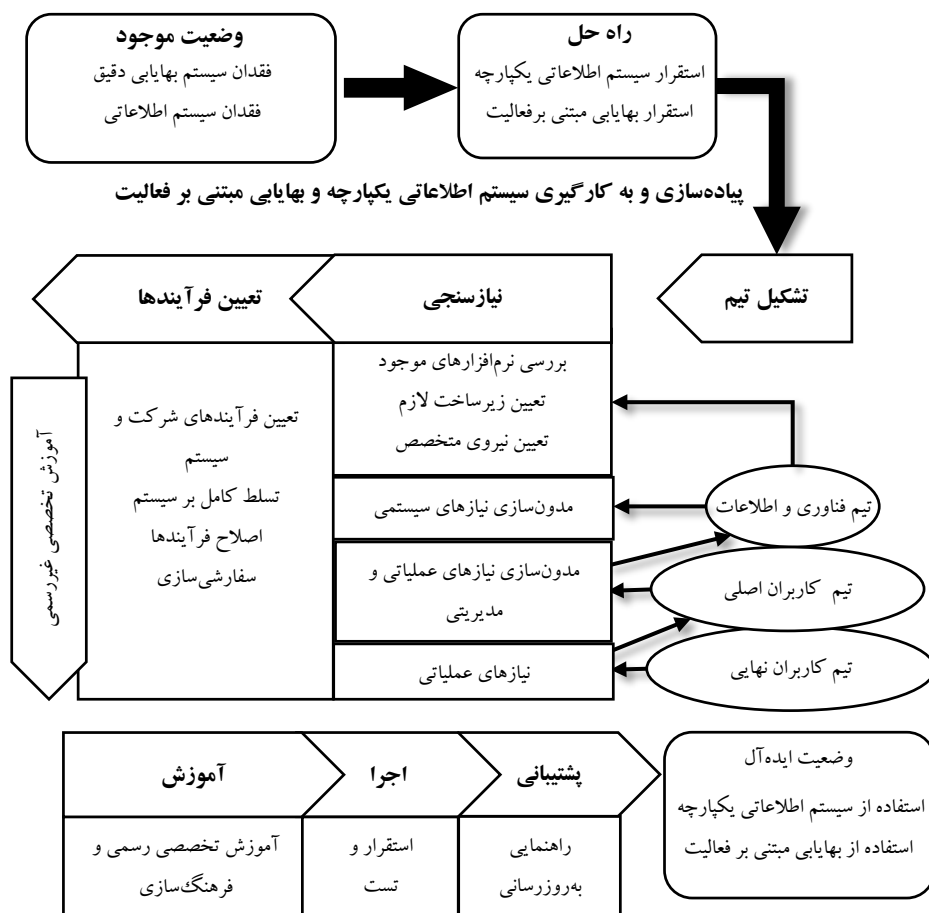 وضعیت موجود
فقدان سیستم بهایابی دقیق
فقدان سیستم اطلاعاتی
راه حل
استقرار سیستم اطلاعاتی یکپارچه
استقرار بهایابی مبتنی برفعالیت
پیاده‌سازی و به کارگیری سیستم اطلاعاتی یکپارچه و بهایابی مبتنی بر فعالیت
تشکیل تیم
نیازسنجی
تعیین فرآیندها
بررسی نرم‌افزارهای موجود
تعیین زیرساخت لازم
تعیین نیروی متخصص
مدون‌سازی نیازهای سیستمی
مدون‌سازی نیازهای عملیاتی و
مدیریتی
نیازهای عملیاتی
تعیین فرآیندهای شرکت و
سیستم
تسلط کامل بر سیستم
اصلاح فرآیندها
سفارشی‌سازی
آموزش تخصصی غیررسمی
تیم فناوری و اطلاعات
تیم کاربران اصلی
تیم کاربران نهایی
آموزش
اجرا
پشتیبانی
آموزش تخصصی رسمی و
فرهنگ‌سازی
استقرار و
تست
راهنمایی
به‌روزرسانی
وضعیت ایده‌آل
استفاده از سیستم اطلاعاتی یکپارچه
استفاده از بهایابی مبتنی بر فعالیت